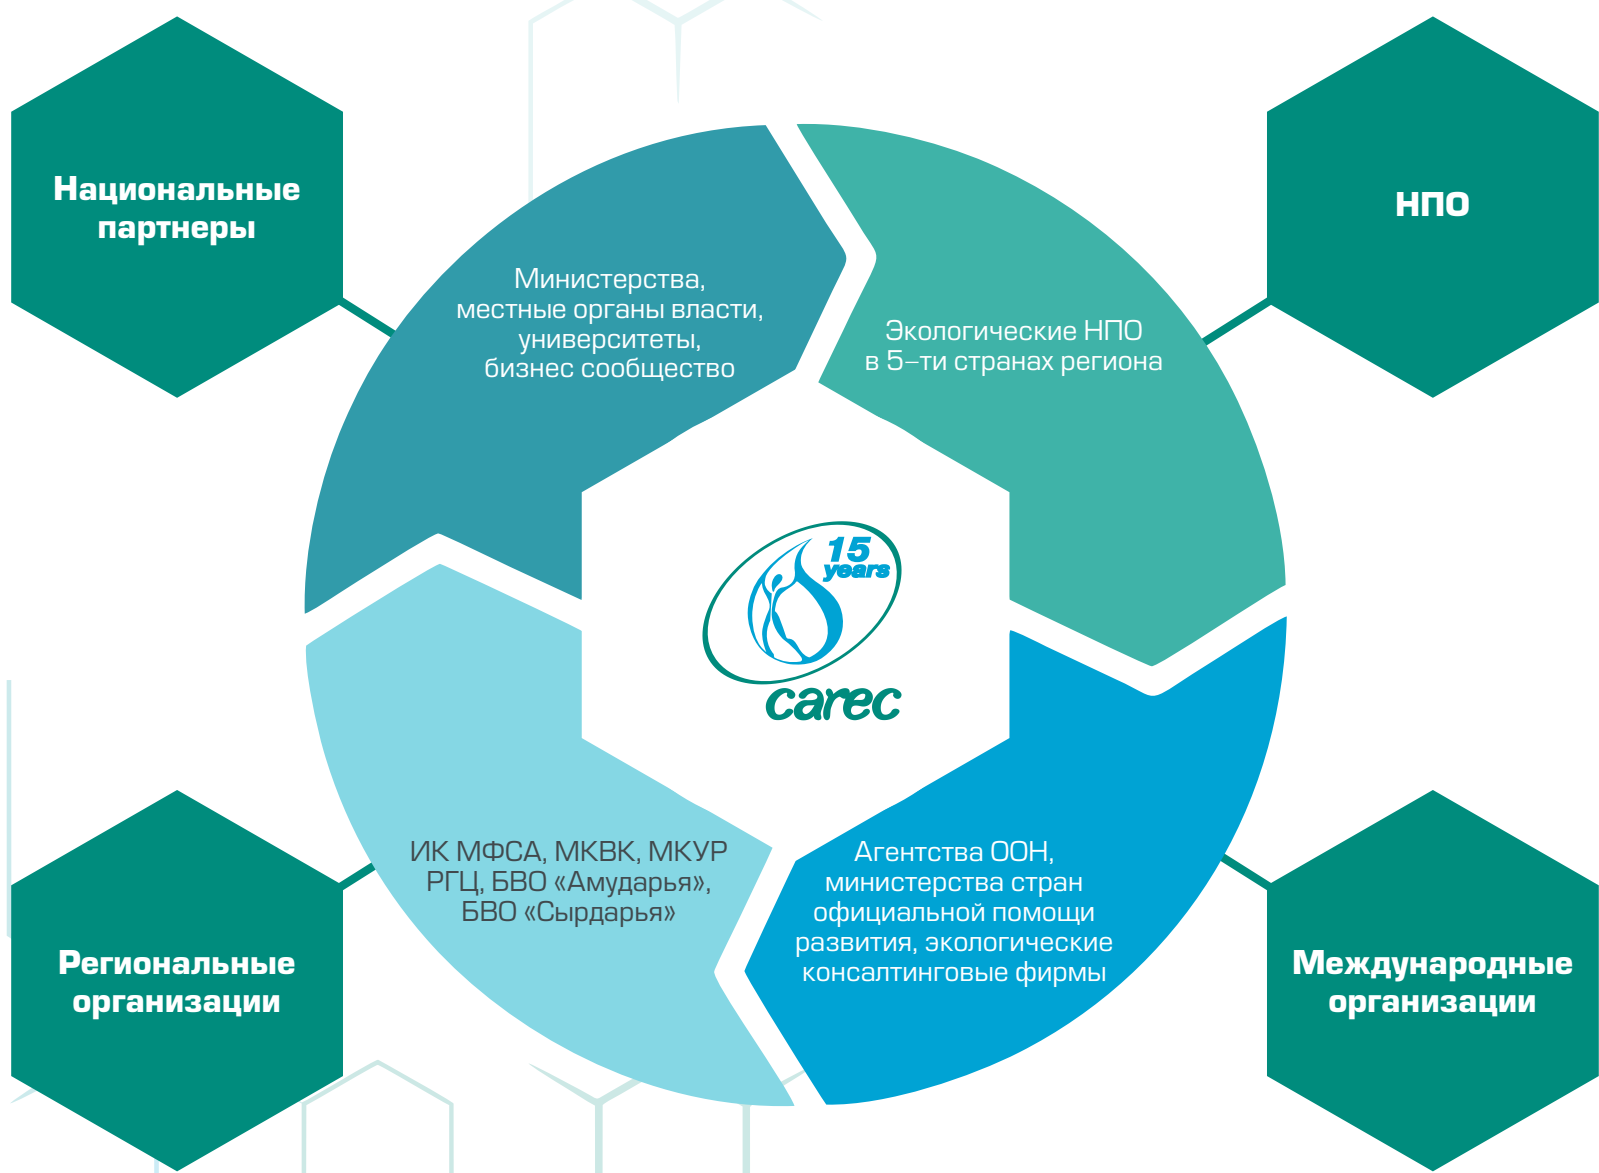 Национальные
партнеры
НПО
Министерства,
местные органы власти,
университеты,
бизнес сообщество
Экологические НПО
в 5-ти странах региона
15
years
carec
ИК МФСА, МКВК, МКУР
РГЦ, БВО «Амударья»,
БВО «Сырдарья»
Агентства ООН,
министерства стран
официальной помощи
развития, экологические
консалтинговые фирмы
Региональные
организации
Международные
организации